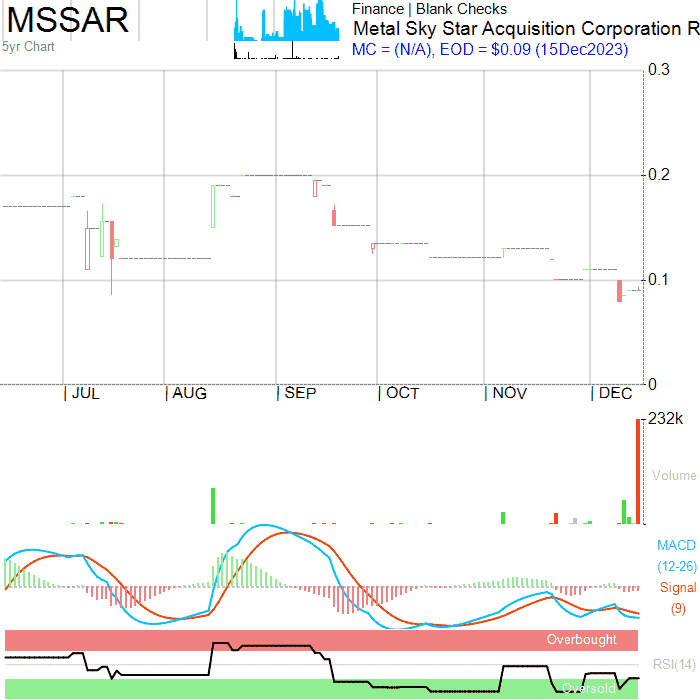 MSSAR
5yr Chart
Finance | Blank Checks
Metal Sky Star Acquisition Corporation R
MC = (N/A), EOD = $0.09 (15Dec2023)
0.3
0.2
0.1
0
JUL AUG SEP OCT NOV DEC
232k
Volume
MACD
(12-26)
Signal
(9)
Overbought
RSI(14)
Oversold